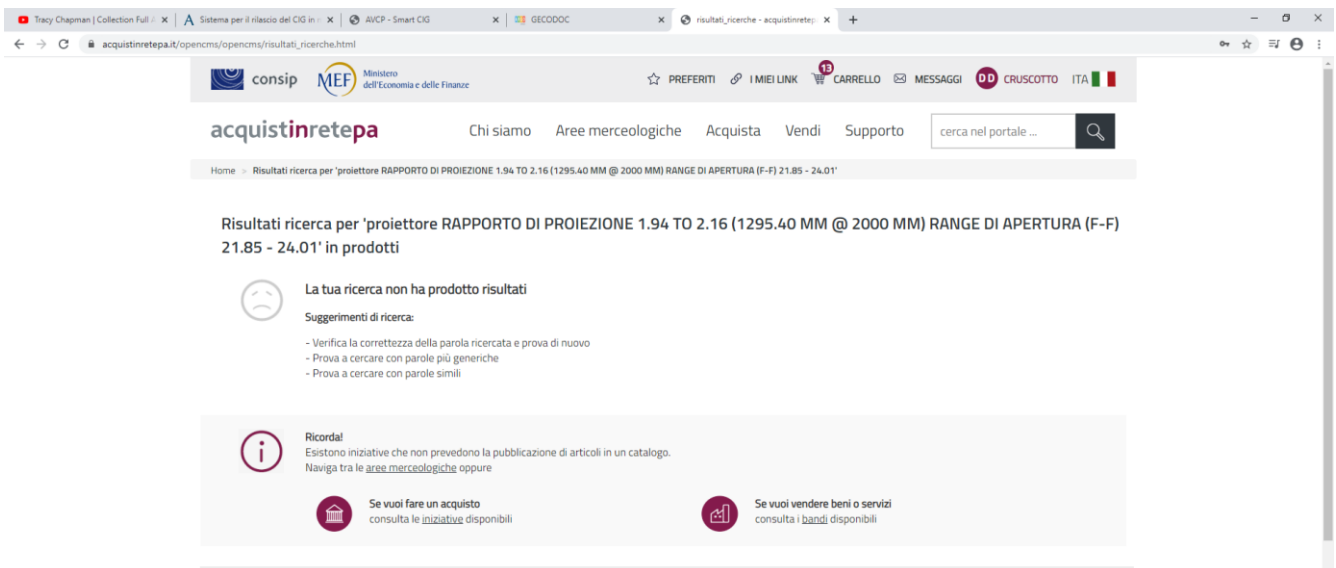 Tracy Chapman | Collection Full A
Sistema per il rilascio del CIG in m
AVCP - Smart CIG
GECODOC
risultati_ricerche - acquistinretep
acquistinretepa.it/opencms/opencms/risultati_ricerche.html
consip
MEF
Ministero
dell'Economia e delle Finanze
PREFERITI
I MIEI LINK
13
CARRELLO
MESSAGGI
DD
CRUSCOTTO
ITA
acquistinretepa
Chi siamo
Aree merceologiche
Acquista
Vendi
Supporto
cerca nel portale ...
Home > Risultati ricerca per 'proiettore RAPPORTO DI PROIEZIONE 1.94 TO 2.16 (1295.40 MM @ 2000 MM) RANGE DI APERTURA (F-F) 21.85 - 24.01'
Risultati ricerca per 'proiettore RAPPORTO DI PROIEZIONE 1.94 TO 2.16 (1295.40 MM @ 2000 MM) RANGE DI APERTURA (F-F)
21.85 - 24.01' in prodotti
La tua ricerca non ha prodotto risultati
Suggerimenti di ricerca:
- Verifica la correttezza della parola ricercata e prova di nuovo
- Prova a cercare con parole più generiche
- Prova a cercare con parole simili
Ricorda!
Esistono iniziative che non prevedono la pubblicazione di articoli in un catalogo.
Naviga tra le aree merceologiche oppure
Se vuoi fare un acquisto
consulta le iniziative disponibili
Se vuoi vendere beni o servizi
consulta i bandi disponibili